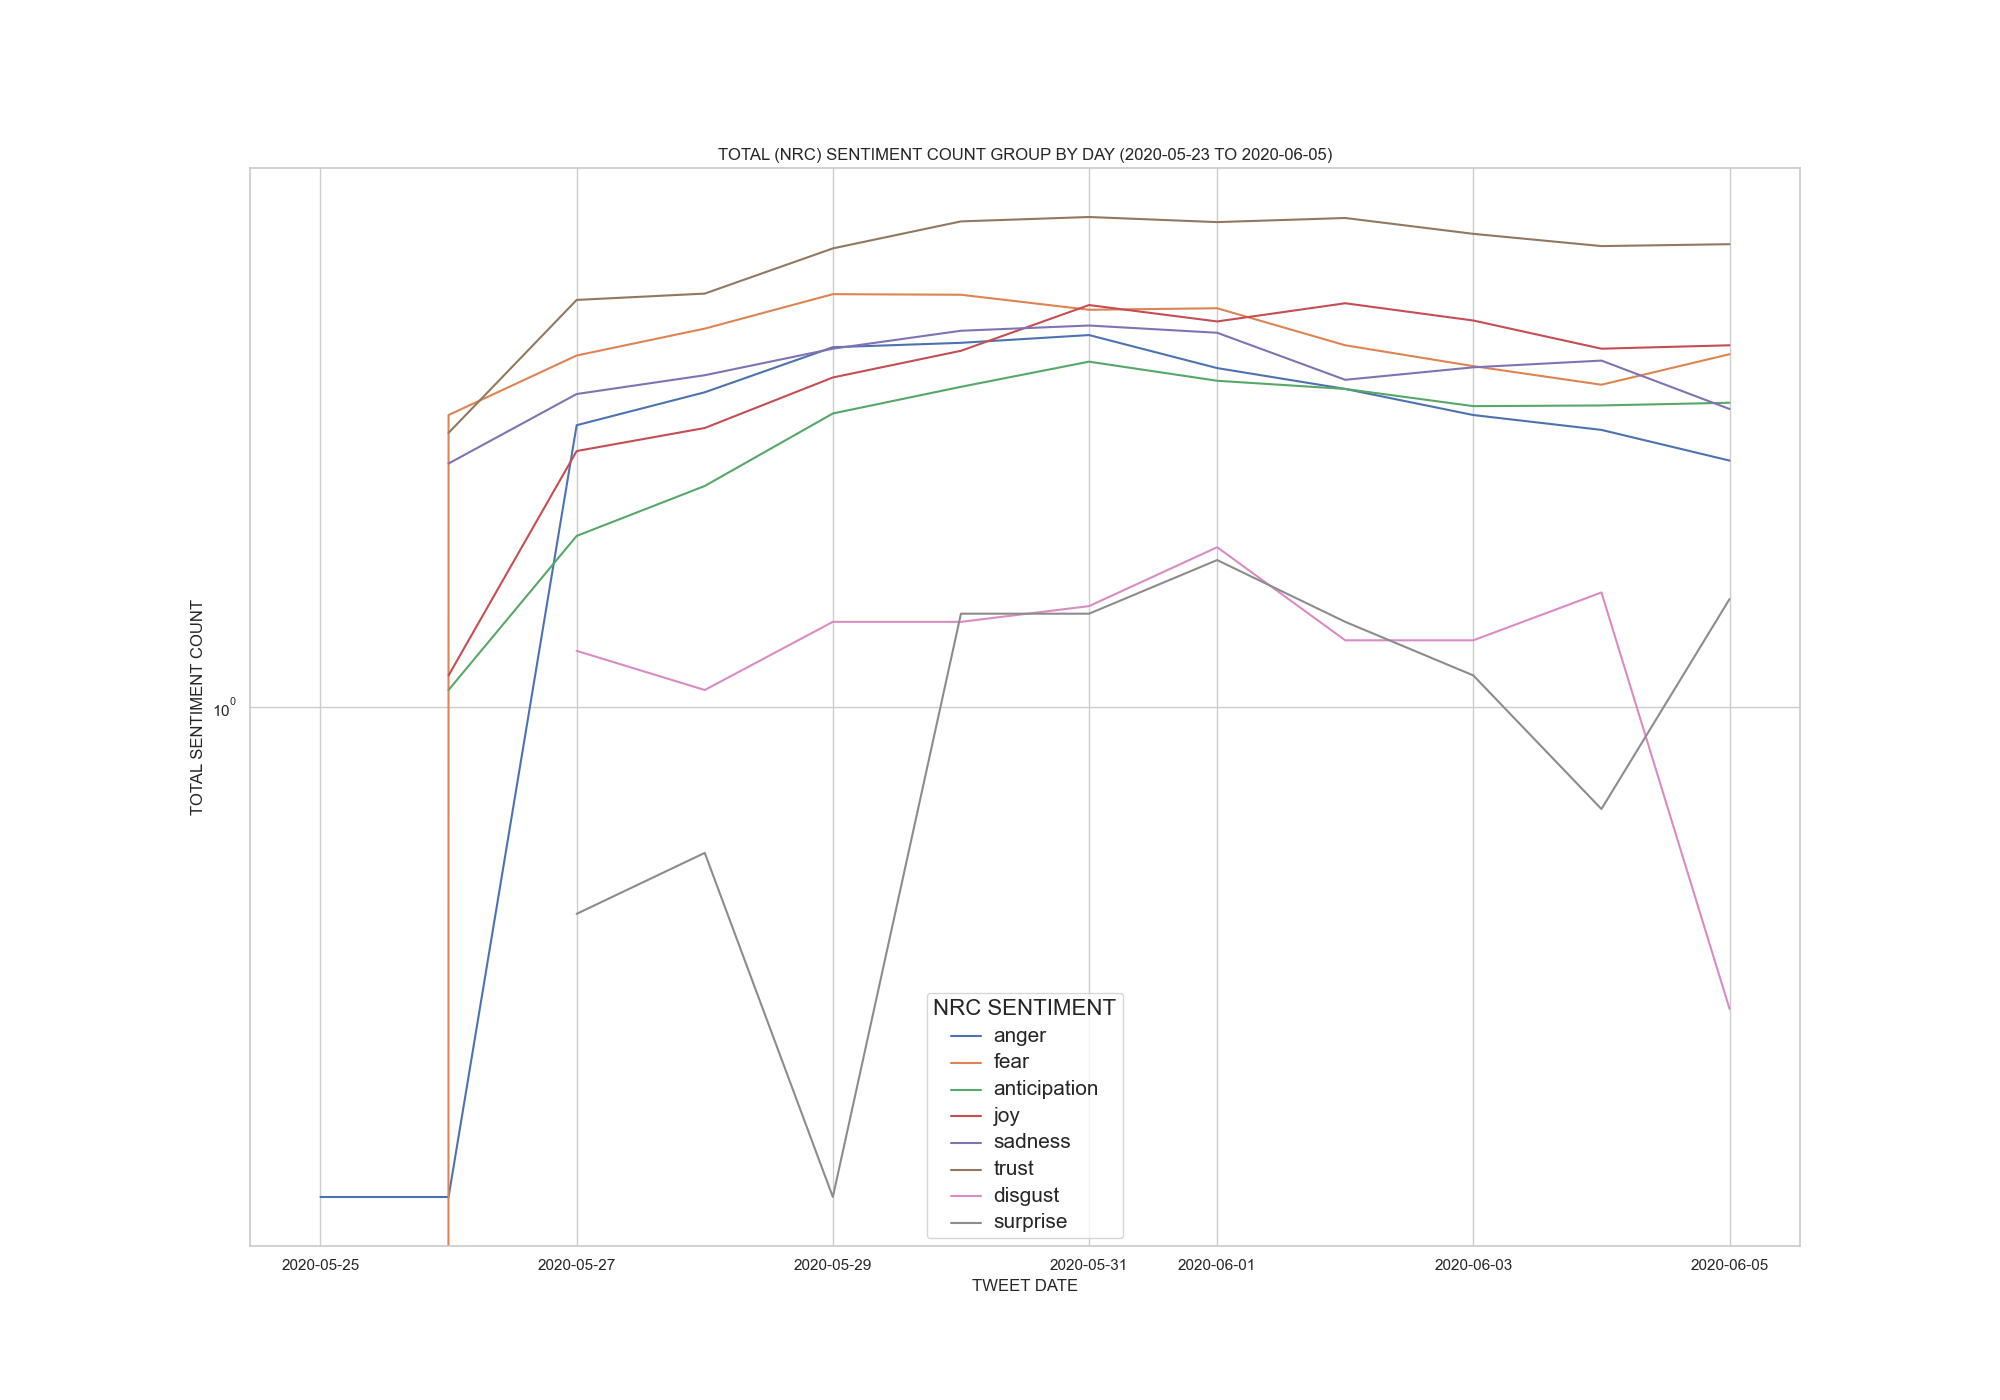 TOTAL (NRC) SENTIMENT COUNT GROUP BY DAY (2020-05-23 TO 2020-06-05)
TOTAL SENTIMENT COUNT
10^0
NRC SENTIMENT
anger
fear
anticipation
joy
sadness
trust
disgust
surprise
2020-05-25 2020-05-27 2020-05-29 2020-05-31 2020-06-01 2020-06-03 2020-06-05
TWEET DATE